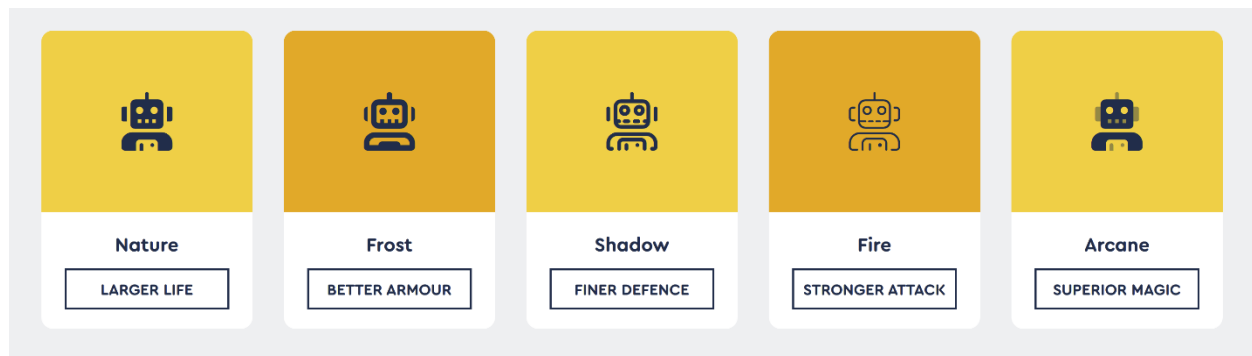 Nature
LARGER LIFE
Frost
BETTER ARMOUR
Shadow
FINER DEFENCE
Fire
STRONGER ATTACK
Arcane
SUPERIOR MAGIC